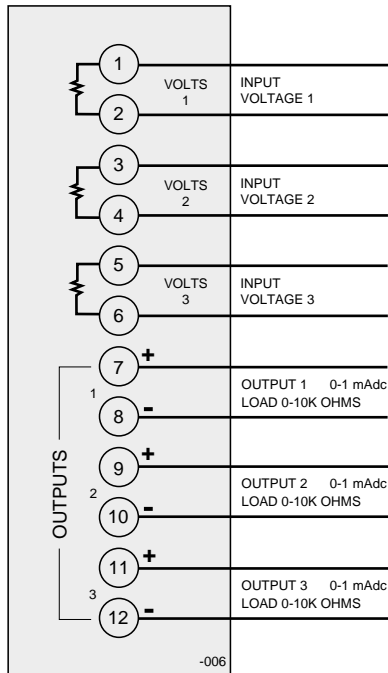 1
VOLTS
1
INPUT
VOLTAGE 1
2
3
VOLTS
2
INPUT
VOLTAGE 2
4
5
VOLTS
3
INPUT
VOLTAGE 3
6
OUTPUTS
7 +
1
OUTPUT 1 0-1 mAdc
LOAD 0-10K OHMS
8 -
9 +
2
OUTPUT 2 0-1 mAdc
LOAD 0-10K OHMS
10 -
11 +
3
OUTPUT 3 0-1 mAdc
LOAD 0-10K OHMS
12 -
-006